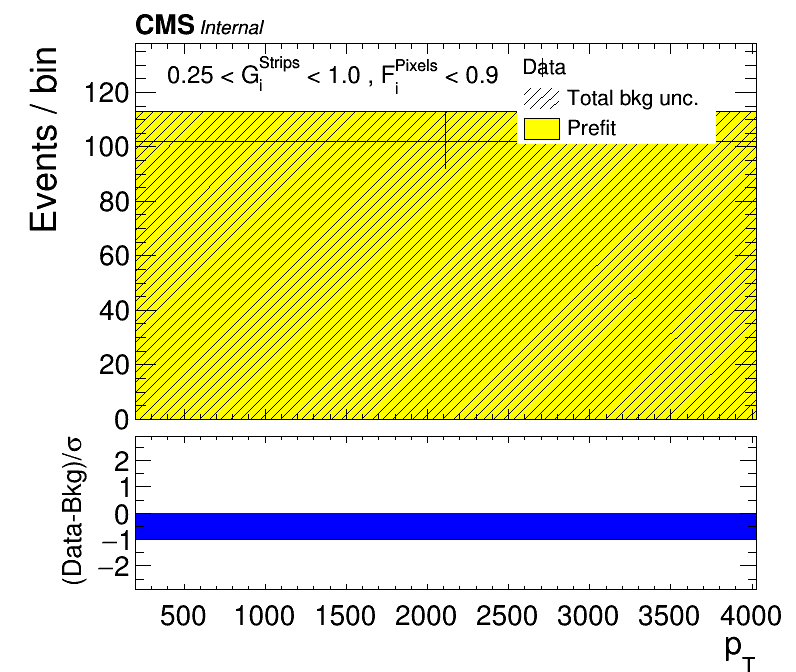 CMS Internal
0.25 < G_i^Strips < 1.0 , F_i^Pixels < 0.9
Data
Total bkg unc.
Prefit
Events / bin
120
100
80
60
40
20
0
(Data-Bkg)/σ
2
1
0
−1
−2
500 1000 1500 2000 2500 3000 3500 4000
p_T